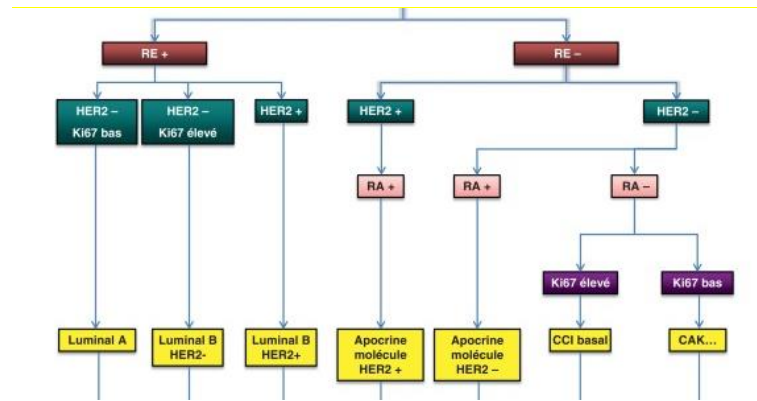 RE +
RE –
HER2 –
Ki67 bas
HER2 –
Ki67 élevé
HER2 +
HER2 +
HER2 –
RA +
RA +
RA –
Ki67 élevé
Ki67 bas
Luminal A
Luminal B
HER2-
Luminal B
HER2+
Apocrine
molécule
HER2 +
Apocrine
molécule
HER2 –
CCI basal
CAK...